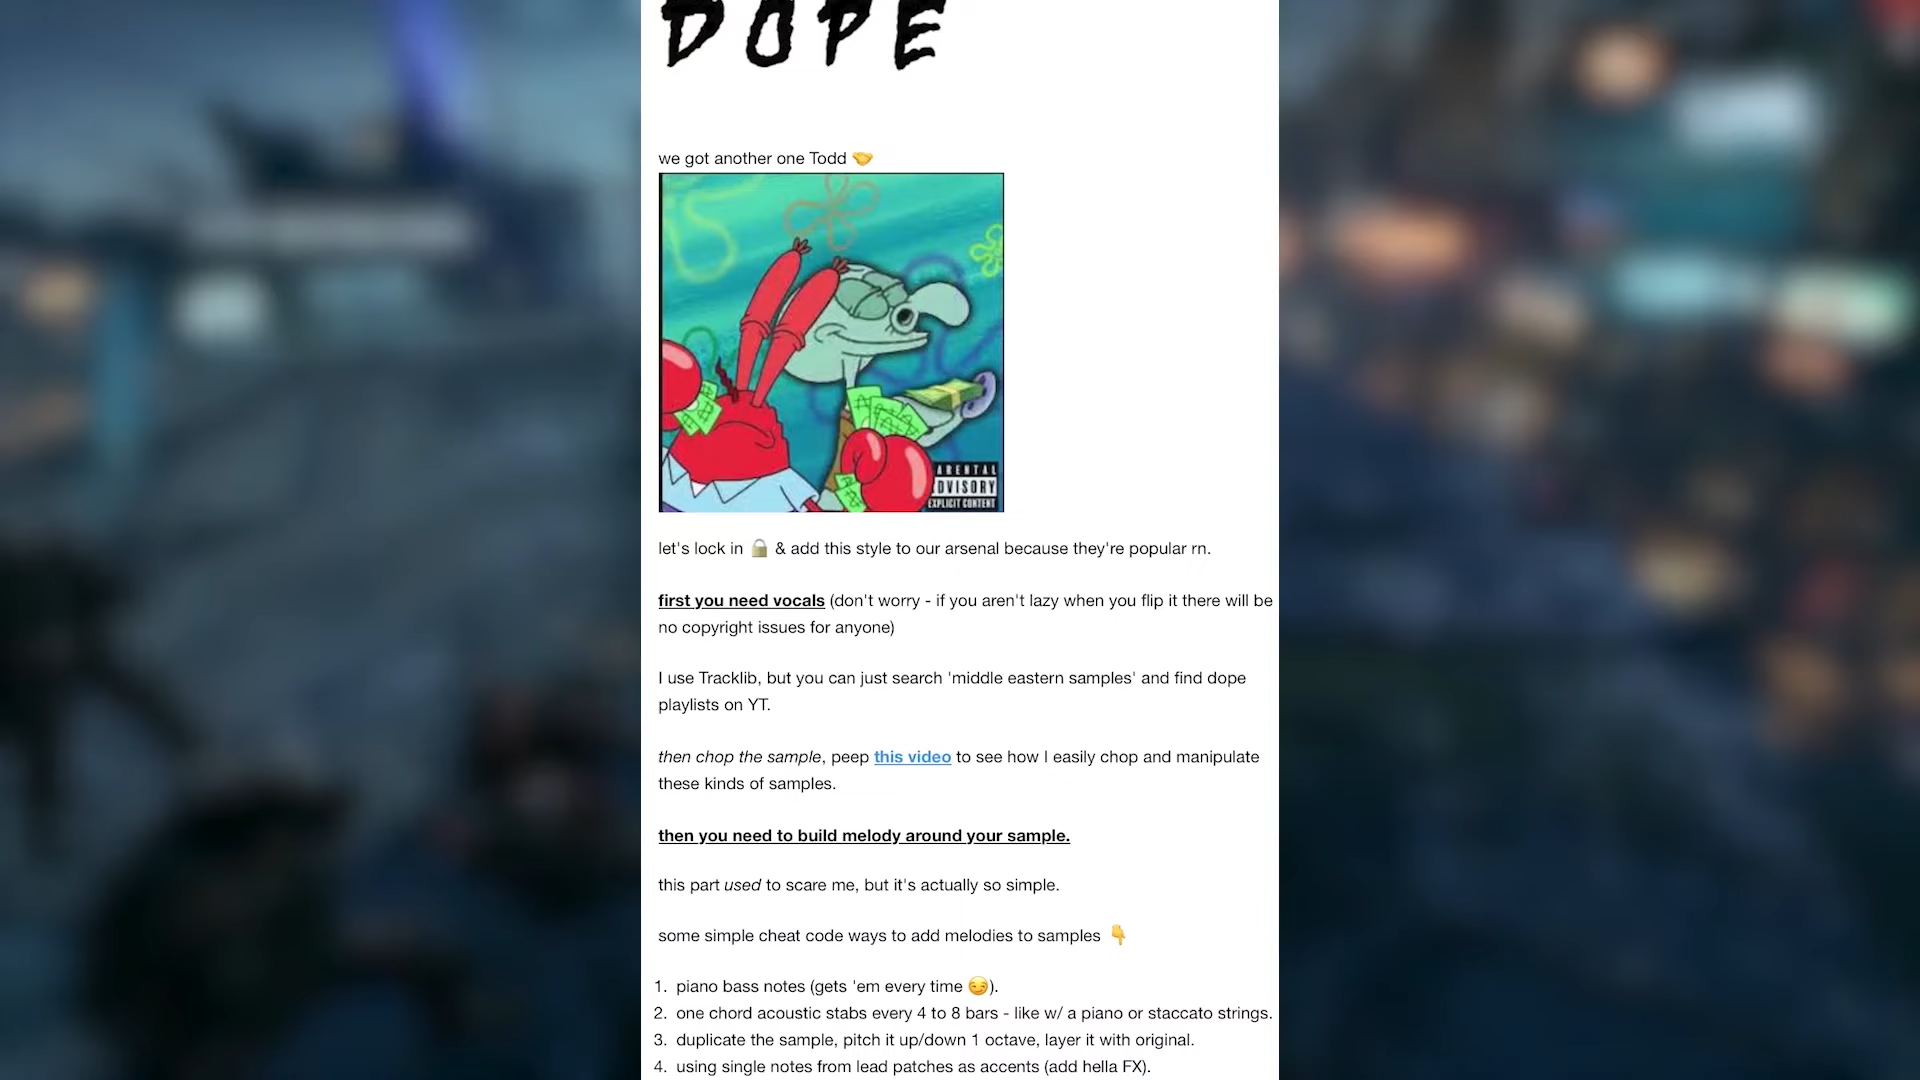 DOPE
we got another one Todd 🤝
ARENTAL
DVISORY
EXPLICIT CONTENT
let's lock in 🔒 & add this style to our arsenal because they're popular rn.
first you need vocals (don't worry - if you aren't lazy when you flip it there will be
no copyright issues for anyone)
I use Tracklib, but you can just search 'middle eastern samples' and find dope
playlists on YT.
then chop the sample, peep this video to see how I easily chop and manipulate
these kinds of samples.
then you need to build melody around your sample.
this part used to scare me, but it's actually so simple.
some simple cheat code ways to add melodies to samples 👇
1. piano bass notes (gets 'em every time 😏).
2. one chord acoustic stabs every 4 to 8 bars - like w/ a piano or staccato strings.
3. duplicate the sample, pitch it up/down 1 octave, layer it with original.
4. using single notes from lead patches as accents (add hella FX).